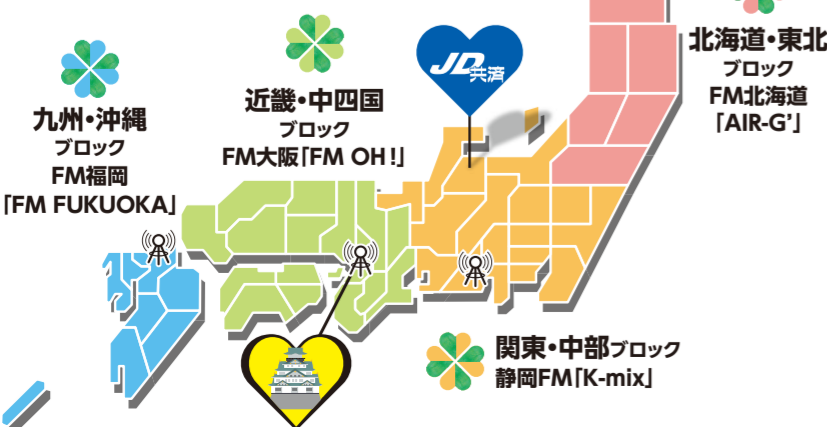 北海道・東北
ブロック
FM北海道
「AIR-G'」
JD共済
近畿・中四国
ブロック
FM大阪「FM OH!」
九州・沖縄
ブロック
FM福岡
「FM FUKUOKA」
関東・中部ブロック
静岡FM「K-mix」